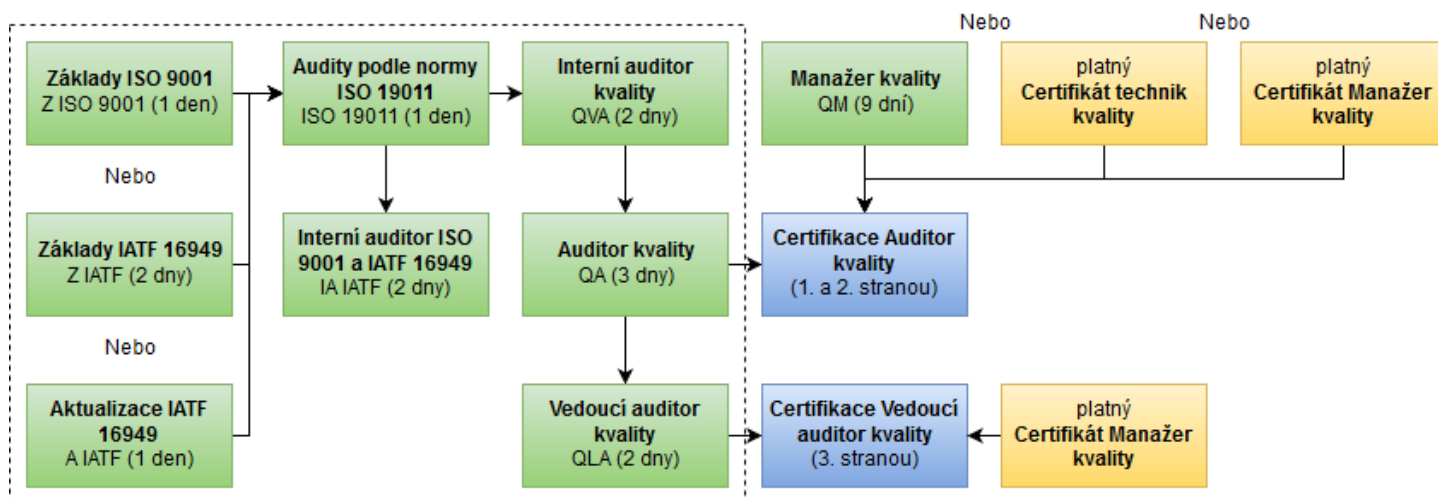 Nebo
Nebo
Základy ISO 9001
Z ISO 9001 (1 den)
Audity podle normy
ISO 19011
ISO 19011 (1 den)
Interní auditor
kvality
QVA (2 dny)
Manažer kvality
QM (9 dní)
platný
Certifikát technik
kvality
platný
Certifikát Manažer
kvality
Nebo
Základy IATF 16949
Z IATF (2 dny)
Interní auditor ISO
9001 a IATF 16949
IA IATF (2 dny)
Auditor kvality
QA (3 dny)
Certifikace Auditor
kvality
(1. a 2. stranou)
Nebo
Aktualizace IATF
16949
A IATF (1 den)
Vedoucí auditor
kvality
QLA (2 dny)
Certifikace Vedoucí
auditor kvality
(3. stranou)
platný
Certifikát Manažer
kvality